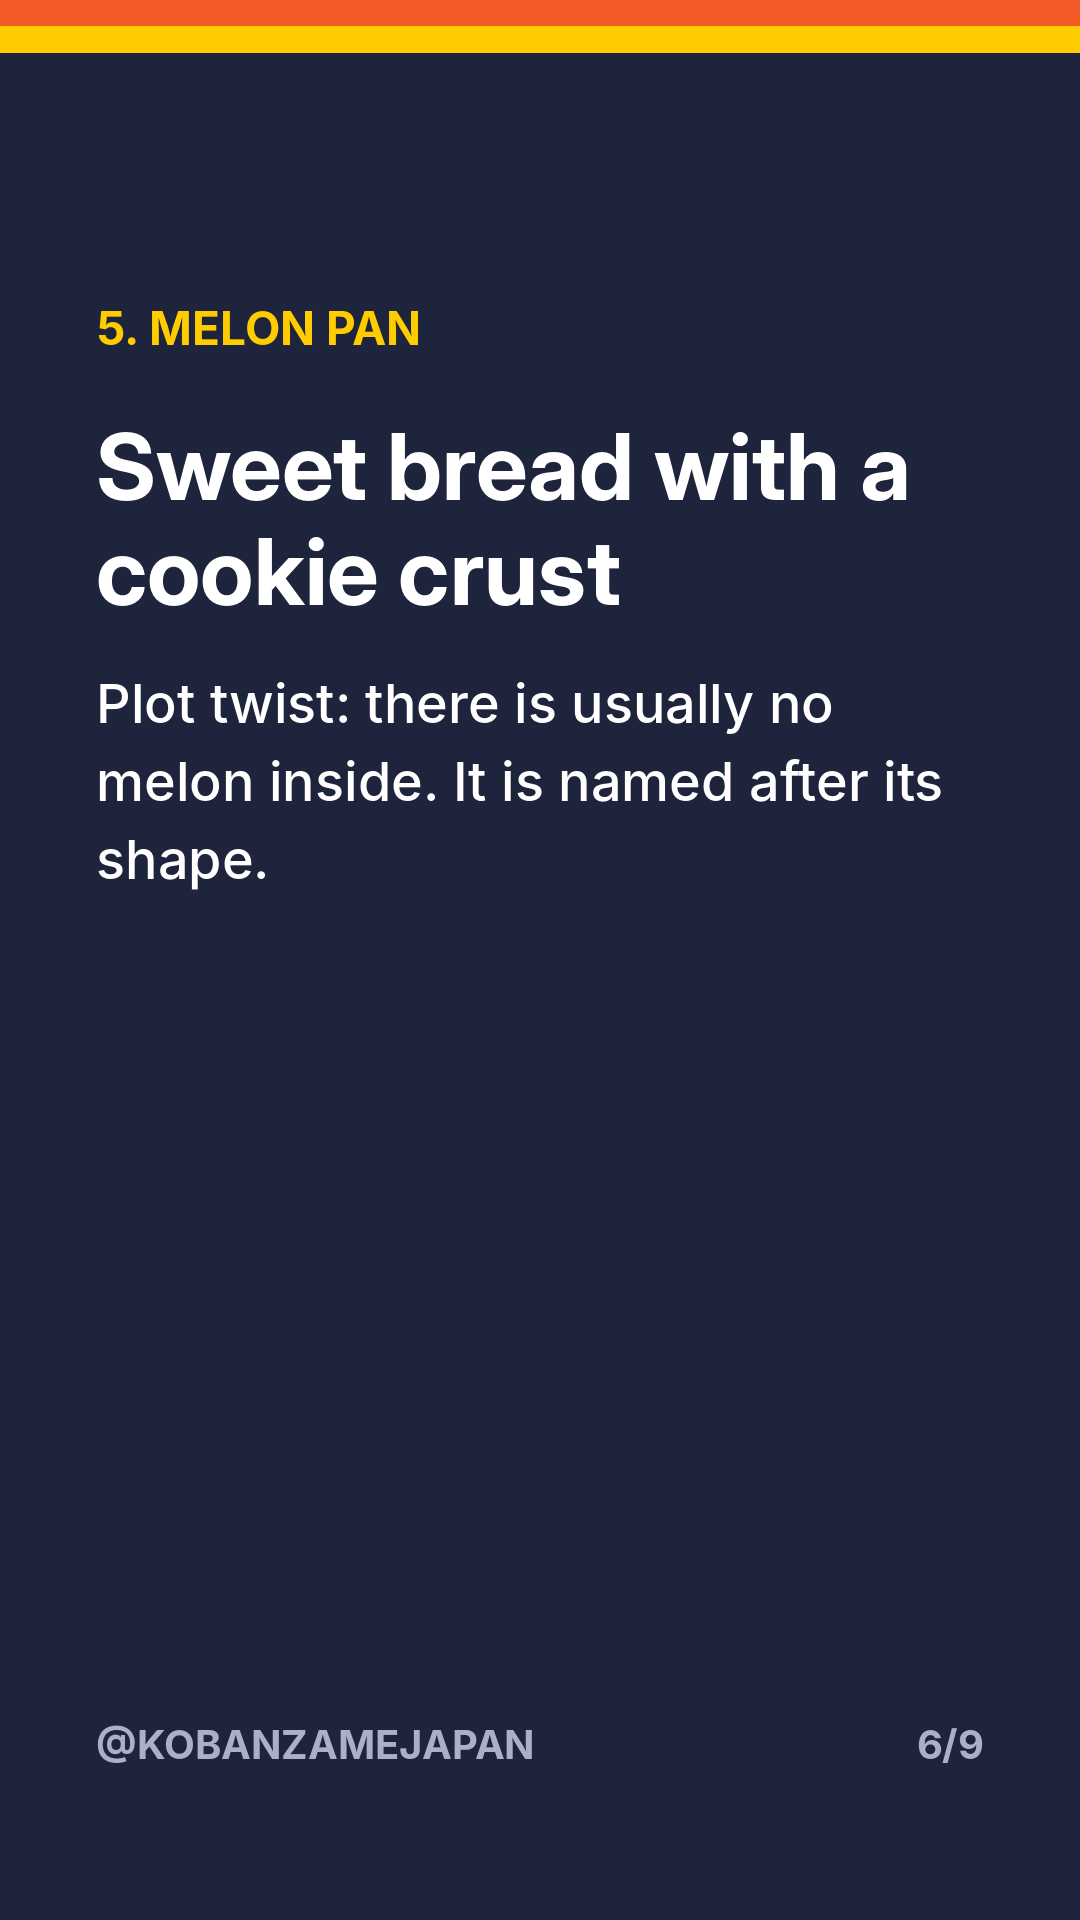 5. MELON PAN
Sweet bread with a
cookie crust
Plot twist: there is usually no
melon inside. It is named after its
shape.
@KOBANZAMEJAPAN
6/9